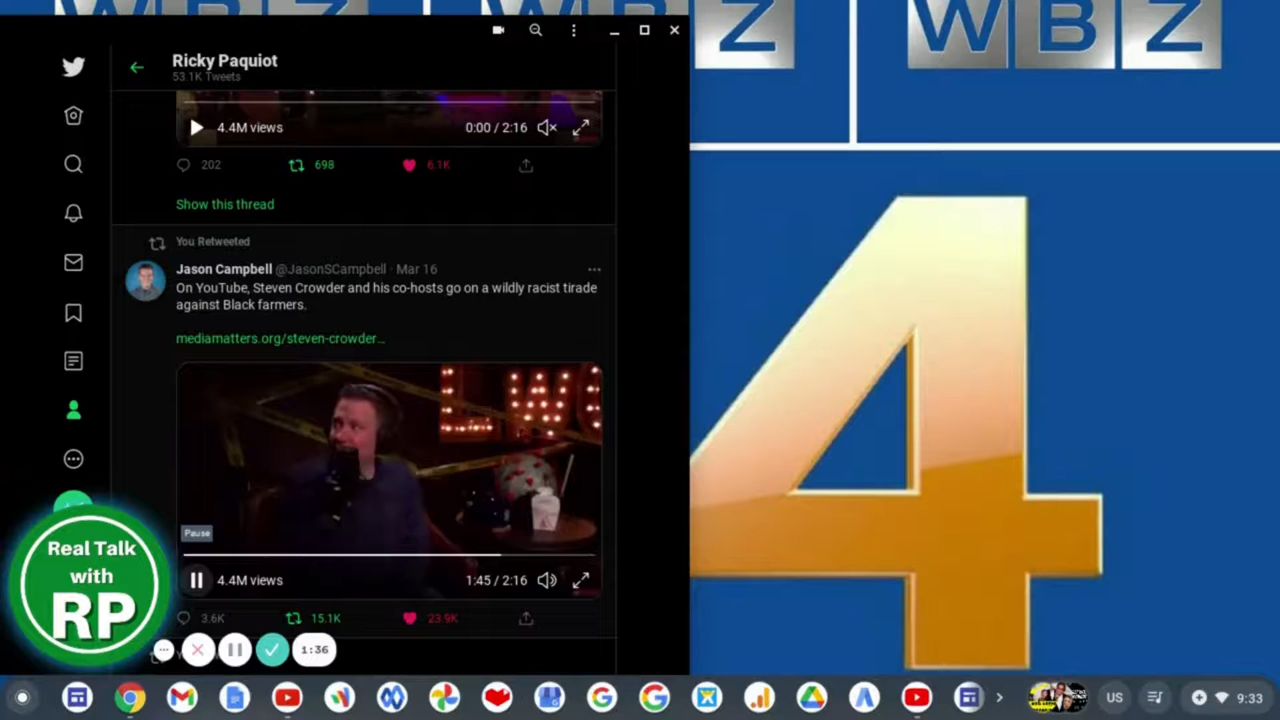 WBZ
WBZ
Z
WBZ
Ricky Paquiot
53.1K Tweets
4.4M views
0:00 / 2:16
202
698
6.1K
Show this thread
You Retweeted
Jason Campbell @JasonSCampbell · Mar 16
On YouTube, Steven Crowder and his co-hosts go on a wildly racist tirade
against Black farmers.
mediamatters.org/steven-crowder…
LW
Pause
4.4M views
1:45 / 2:16
3.6K
15.1K
23.9K
4
Real Talk
with
RP
1:36
US
9:33